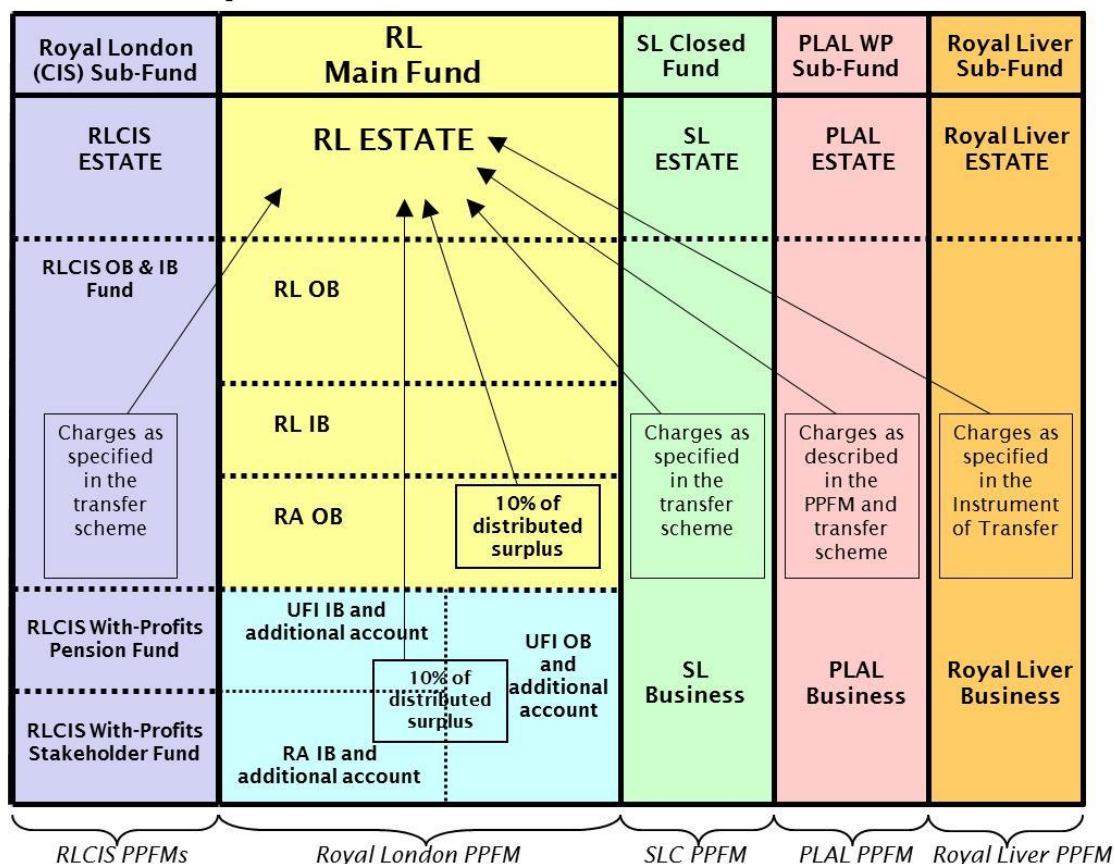 Royal London
(CIS) Sub-Fund
RL
Main Fund
SL Closed
Fund
PLAL WP
Sub-Fund
Royal Liver
Sub-Fund
RLCIS
ESTATE
RL ESTATE
SL
ESTATE
PLAL
ESTATE
Royal Liver
ESTATE
RLCIS OB & IB
Fund
RL OB
RL IB
RA OB
Charges as
specified
in the
transfer
scheme
10% of
distributed
surplus
Charges as
specified
in the
transfer
scheme
Charges as
described
in the
PPFM and
transfer
scheme
Charges as
specified
in the
Instrument
of Transfer
RLCIS With-Profits
Pension Fund
RLCIS With-Profits
Stakeholder Fund
UFI IB and
additional account
10% of
distributed
surplus
RA IB and
additional account
UFI OB
and
additional
account
SL
Business
PLAL
Business
Royal Liver
Business
RLCIS PPFMs
Royal London PPFM
SLC PPFM
PLAL PPFM
Royal Liver PPFM